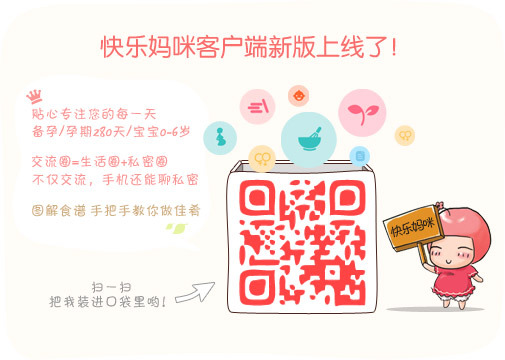 快乐妈咪客户端新版上线了!
贴心专注您的每一天
备孕/孕期280天/宝宝0-6岁
交流圈=生活圈+私密圈
不仅交流，手机还能聊私密
图解食谱 手把手教你做佳肴
快乐妈咪
扫一扫
把我装进口袋里哟!